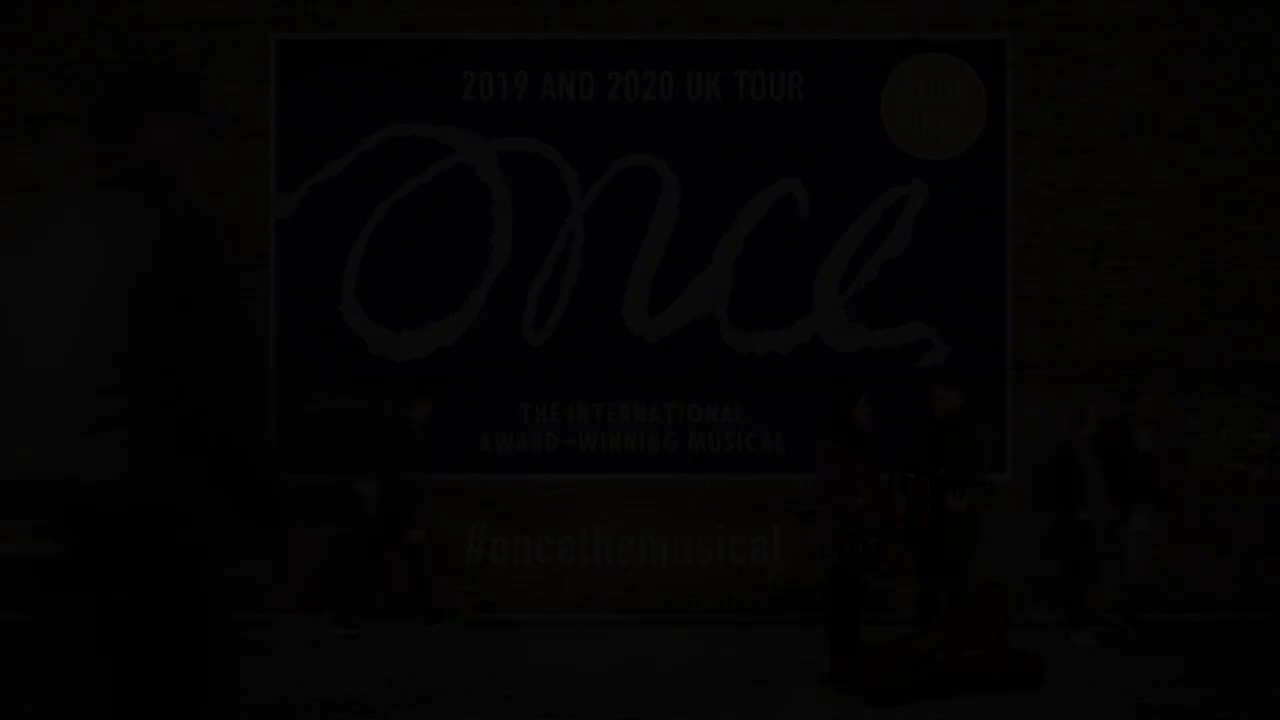 2019 AND 2020 UK TOUR
once
THE INTERNATIONAL
AWARD-WINNING MUSICAL
#oncethemusical